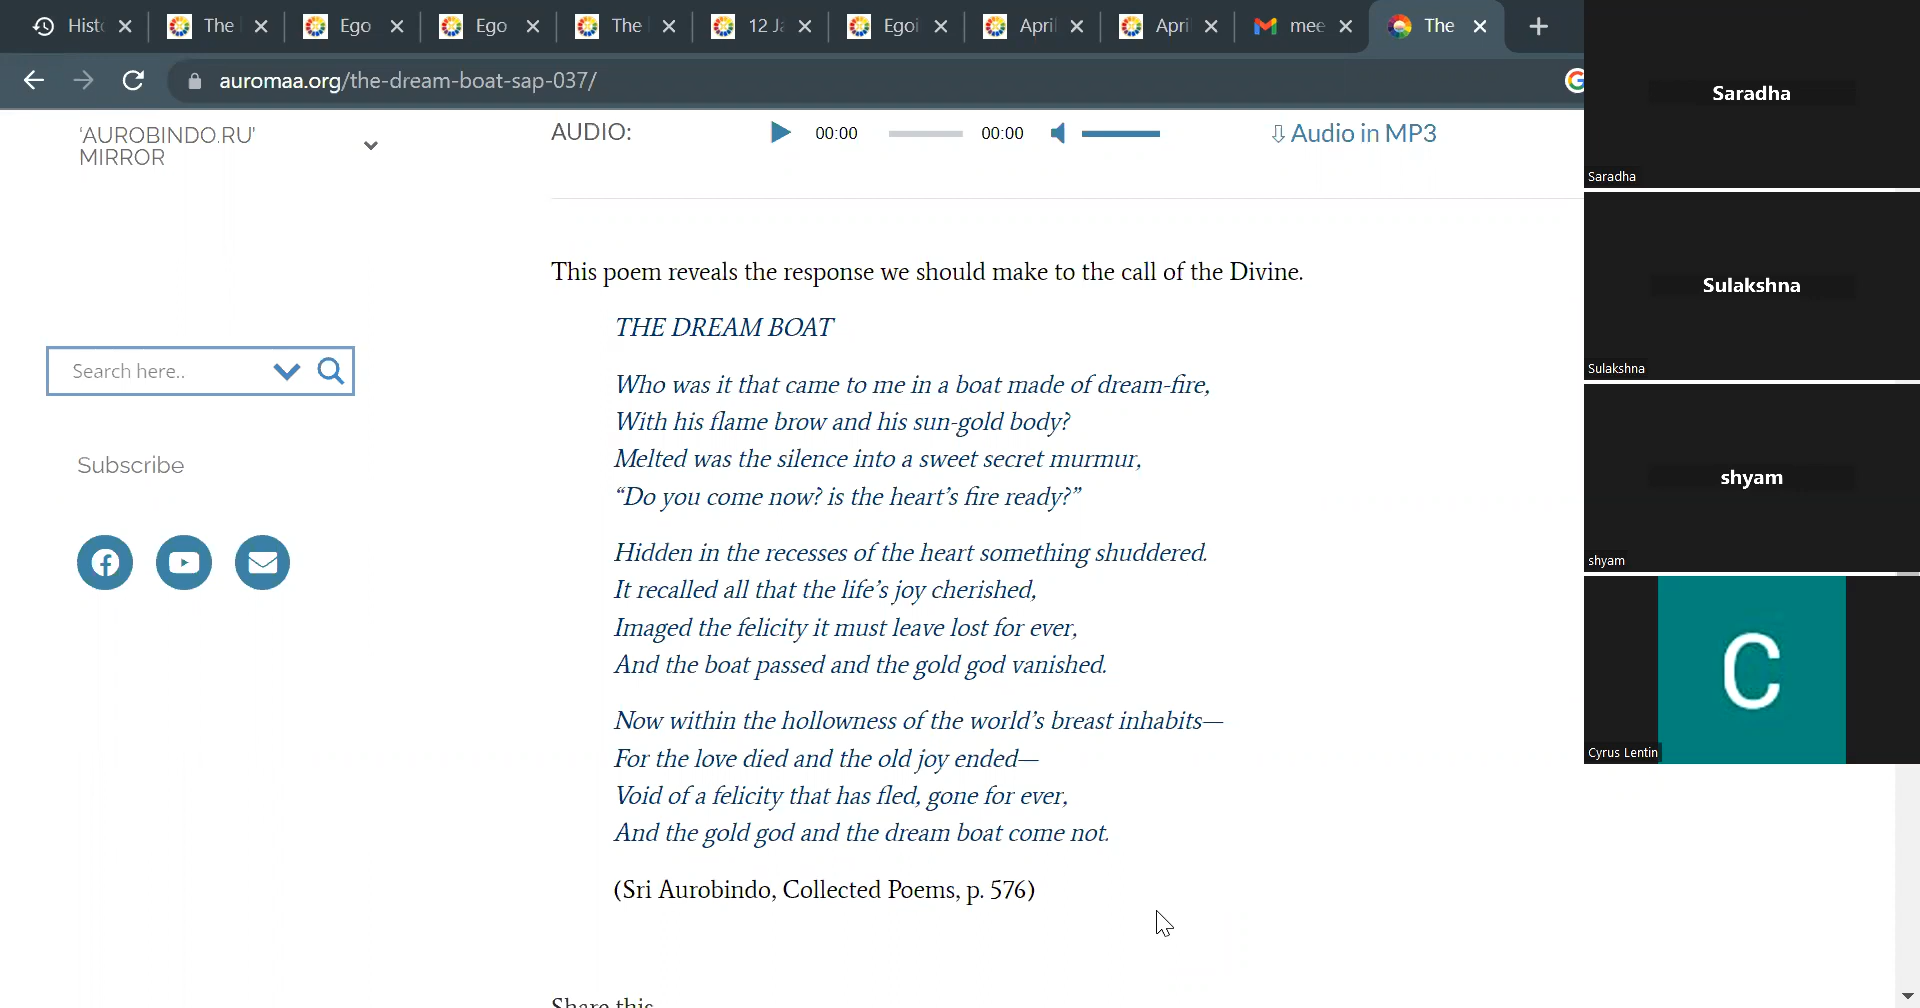 Histo
The
Ego
Ego
The
12 Ja
Egoi
April
April
mee
The
auromaa.org/the-dream-boat-sap-037/
'AUROBINDO.RU'
MIRROR
AUDIO:
00:00
00:00
⇩ Audio in MP3
Search here..
Subscribe
This poem reveals the response we should make to the call of the Divine.
THE DREAM BOAT
Who was it that came to me in a boat made of dream-fire,
With his flame brow and his sun-gold body?
Melted was the silence into a sweet secret murmur,
“Do you come now? is the heart’s fire ready?”
Hidden in the recesses of the heart something shuddered.
It recalled all that the life’s joy cherished,
Imaged the felicity it must leave lost for ever,
And the boat passed and the gold god vanished.
Now within the hollowness of the world’s breast inhabits—
For the love died and the old joy ended—
Void of a felicity that has fled, gone for ever,
And the gold god and the dream boat come not.
(Sri Aurobindo, Collected Poems, p. 576)
Share this
Saradha
Saradha
Sulakshna
Sulakshna
shyam
shyam
C
Cyrus Lentin